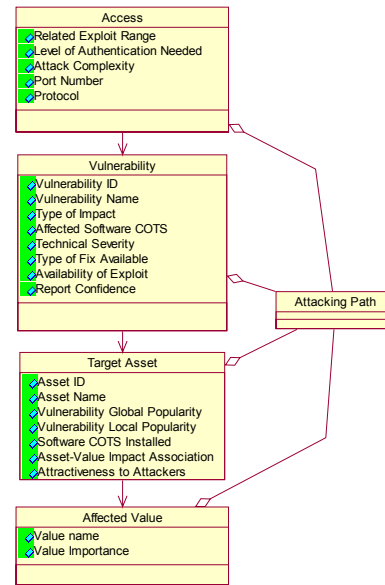 Access
Related Exploit Range
Level of Authentication Needed
Attack Complexity
Port Number
Protocol
Vulnerability
Vulnerability ID
Vulnerability Name
Type of Impact
Affected Software COTS
Technical Severity
Type of Fix Available
Availability of Exploit
Report Confidence
Attacking Path
Target Asset
Asset ID
Asset Name
Vulnerability Global Popularity
Vulnerability Local Popularity
Software COTS Installed
Asset-Value Impact Association
Attractiveness to Attackers
Affected Value
Value name
Value Importance